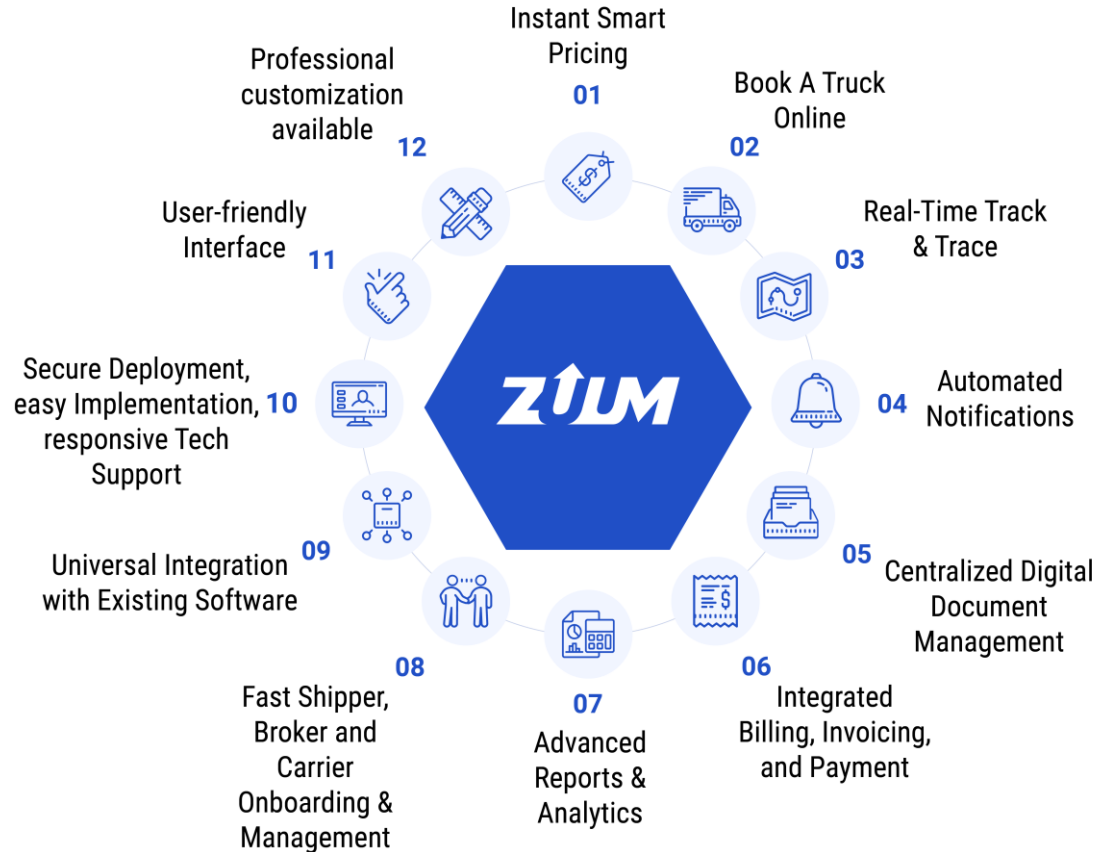 Instant Smart
Pricing
01
Book A Truck
Online
02
Real-Time Track
& Trace
03
Automated
Notifications
04
05
Centralized Digital
Document
Management
06
Integrated
Billing, Invoicing,
and Payment
07
Advanced
Reports &
Analytics
08
Fast Shipper,
Broker and
Carrier
Onboarding &
Management
09
Universal Integration
with Existing Software
Secure Deployment,
easy Implementation,
responsive Tech
Support
10
User-friendly
Interface
11
Professional
customization
available
12
ZUUM